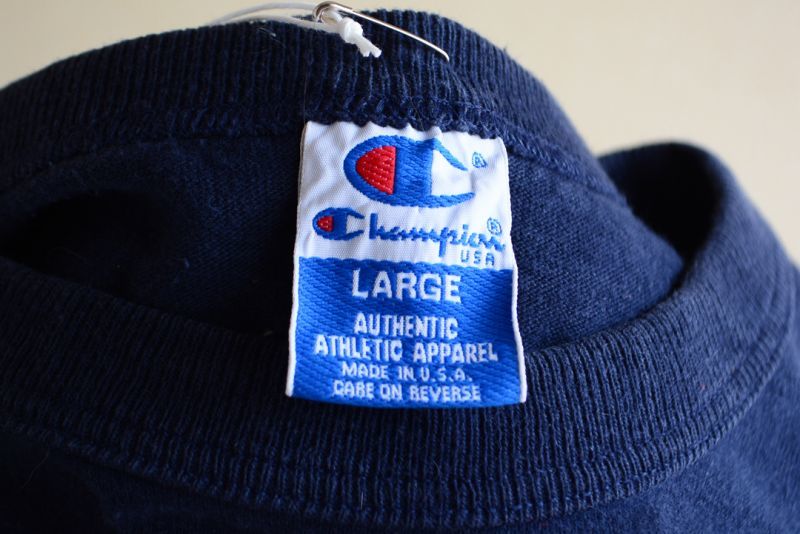 ®
Champion®
USA
LARGE
AUTHENTIC
ATHLETIC APPAREL
MADE IN U.S.A.
CARE ON REVERSE